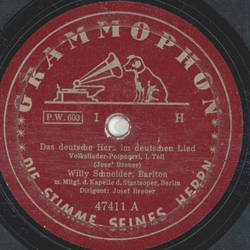 GRAMMOPHON
P.W. 603
1
H
Das deutsche Herz im deutschen Lied
Volkslieder-Potpourri, 1. Teil
(Josef Breuer)
Willy Schneider, Bariton
m. Mitgl. d. Kapelle d. Staatsoper, Berlin
Dirigent: Josef Breuer
47411 A
DIE STIMME SEINES HERRN